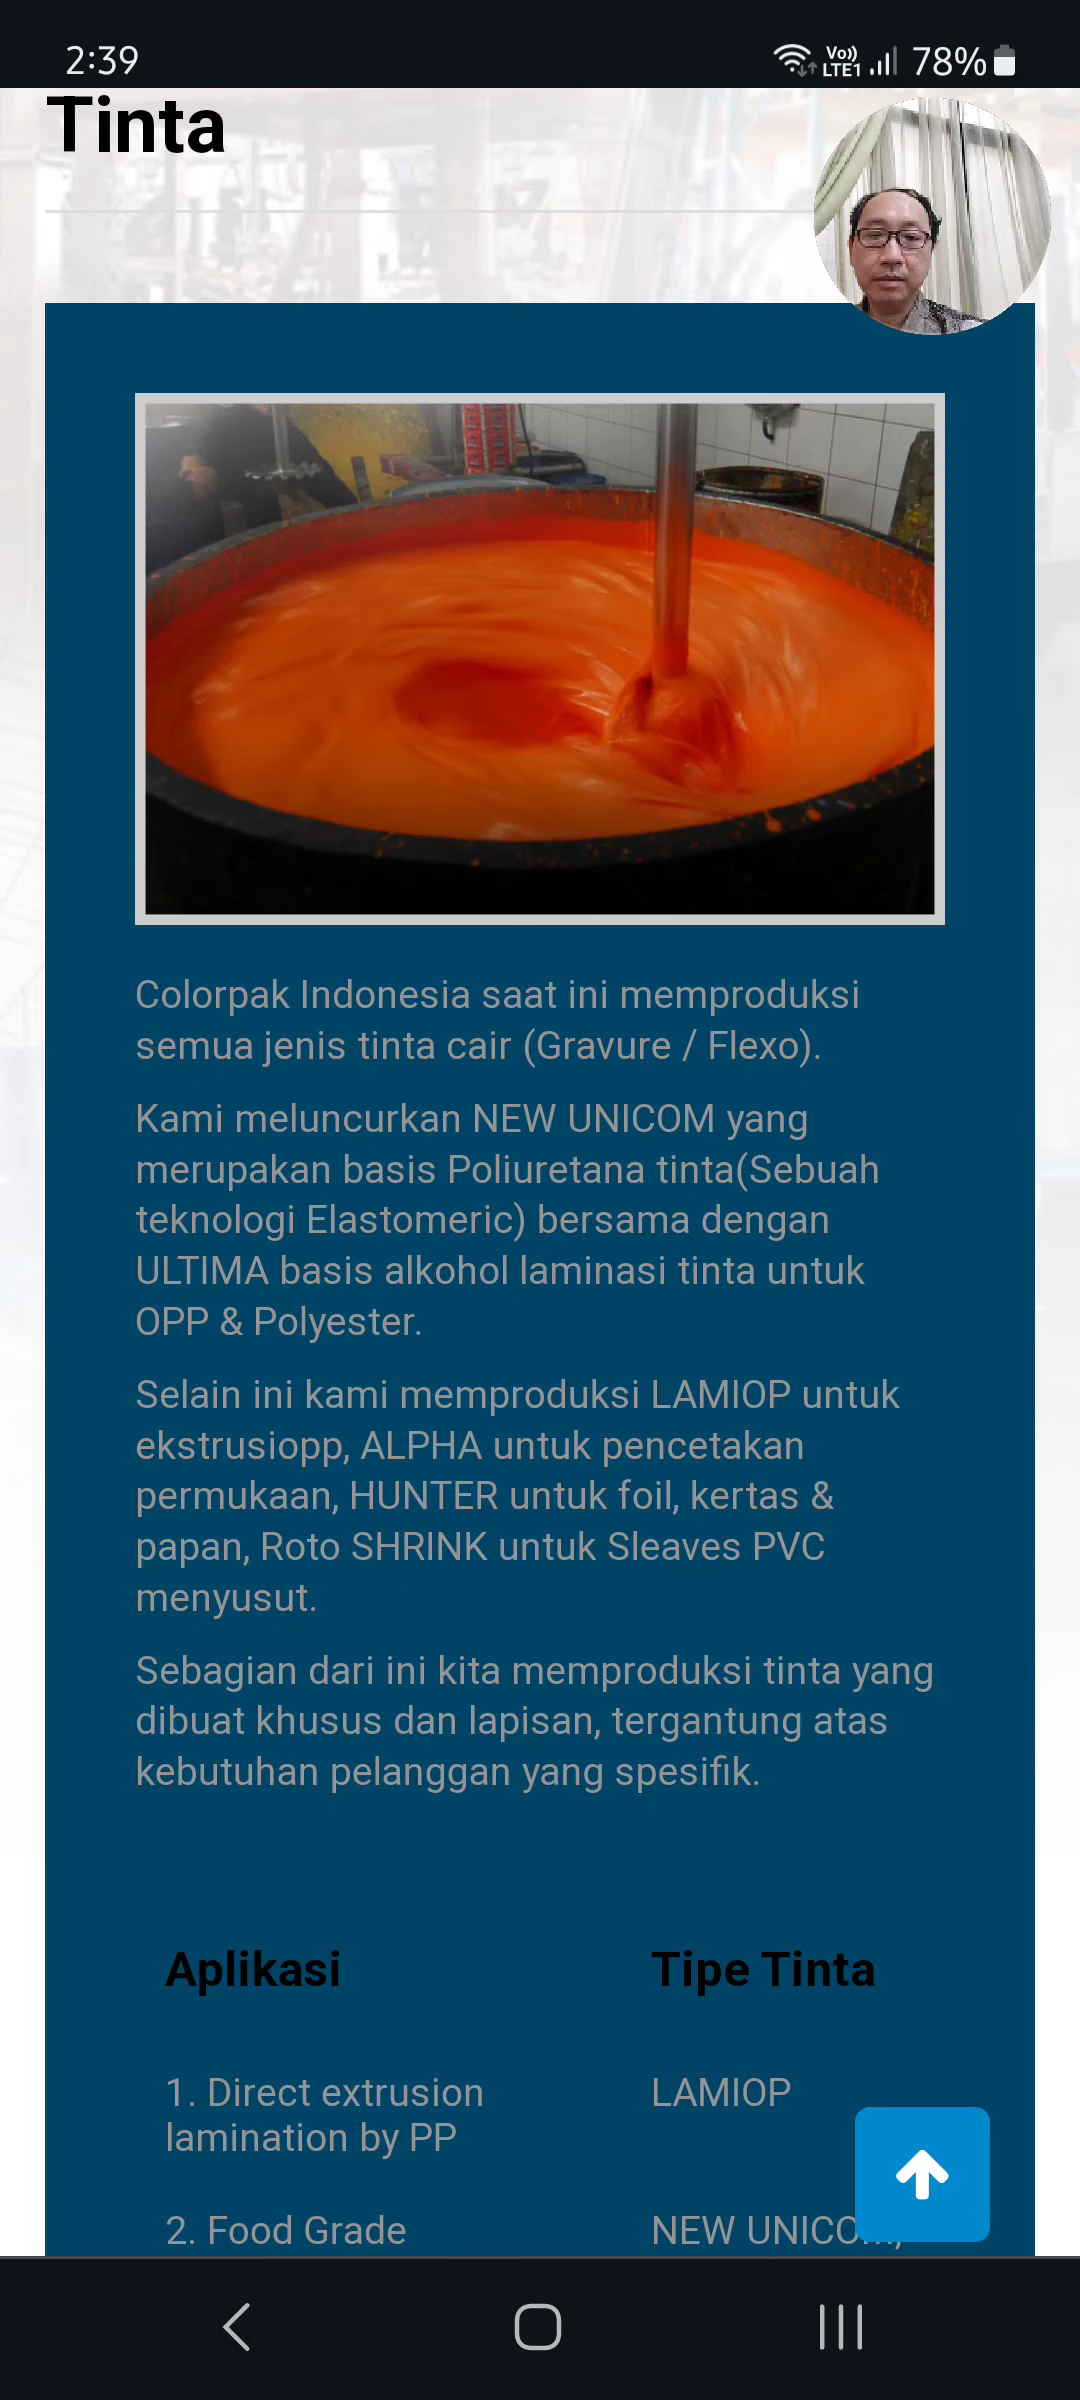 2:39
Vo)) LTE1 78%
Tinta
Colorpak Indonesia saat ini memproduksi
semua jenis tinta cair (Gravure / Flexo).
Kami meluncurkan NEW UNICOM yang
merupakan basis Poliuretana tinta(Sebuah
teknologi Elastomeric) bersama dengan
ULTIMA basis alkohol laminasi tinta untuk
OPP & Polyester.
Selain ini kami memproduksi LAMIOP untuk
ekstrusiopp, ALPHA untuk pencetakan
permukaan, HUNTER untuk foil, kertas &
papan, Roto SHRINK untuk Sleaves PVC
menyusut.
Sebagian dari ini kita memproduksi tinta yang
dibuat khusus dan lapisan, tergantung atas
kebutuhan pelanggan yang spesifik.
Aplikasi Tipe Tinta
1. Direct extrusion LAMIOP
lamination by PP
2. Food Grade NEW